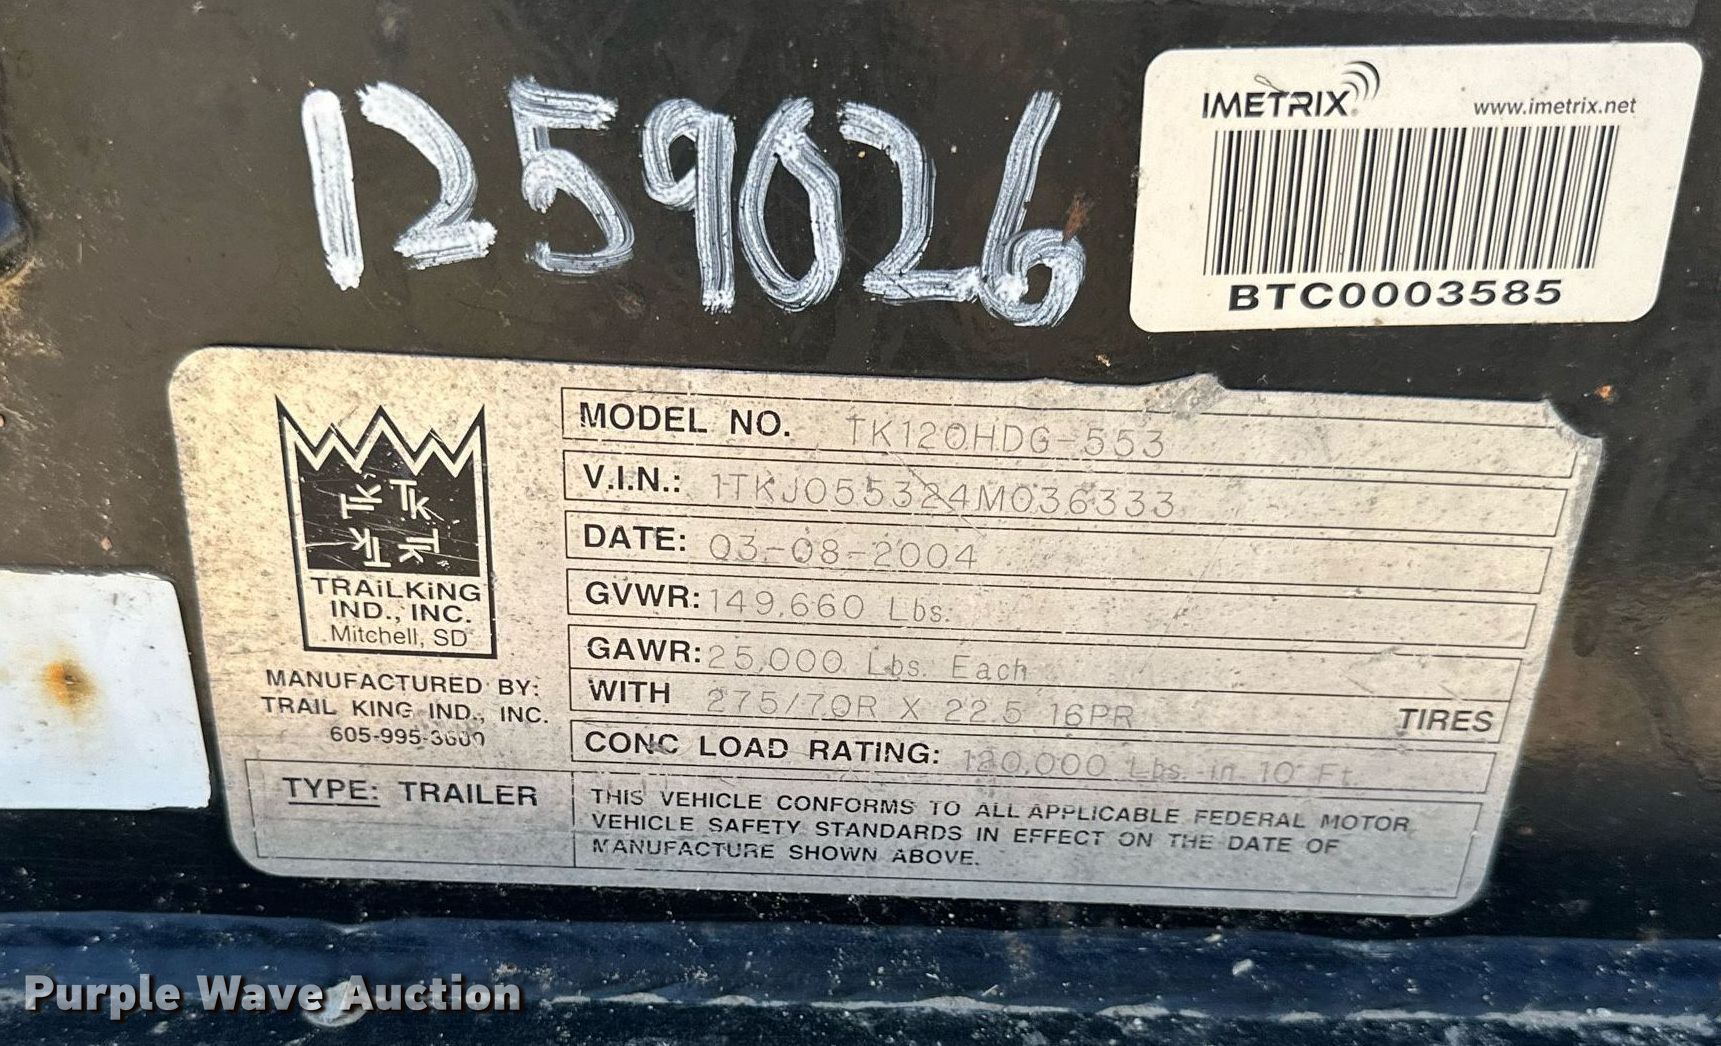 1259026
IMETRIX
www.imetrix.net
BTC0003585
MODEL NO. TK120HDG-553
V.I.N.: 1TKJ055324M036333
DATE: 03-08-2004
GVWR: 149,660 Lbs.
GAWR: 25,000 Lbs. Each
WITH 275/70R X 22.5 16PR TIRES
CONC LOAD RATING: 120,000 Lbs. in 10 Ft.
TK TK
TK TK
TRAiLKiNG
IND., INC.
Mitchell, SD
MANUFACTURED BY:
TRAIL KING IND., INC.
605-995-3600
TYPE: TRAILER
THIS VEHICLE CONFORMS TO ALL APPLICABLE FEDERAL MOTOR
VEHICLE SAFETY STANDARDS IN EFFECT ON THE DATE OF
MANUFACTURE SHOWN ABOVE.
Purple Wave Auction